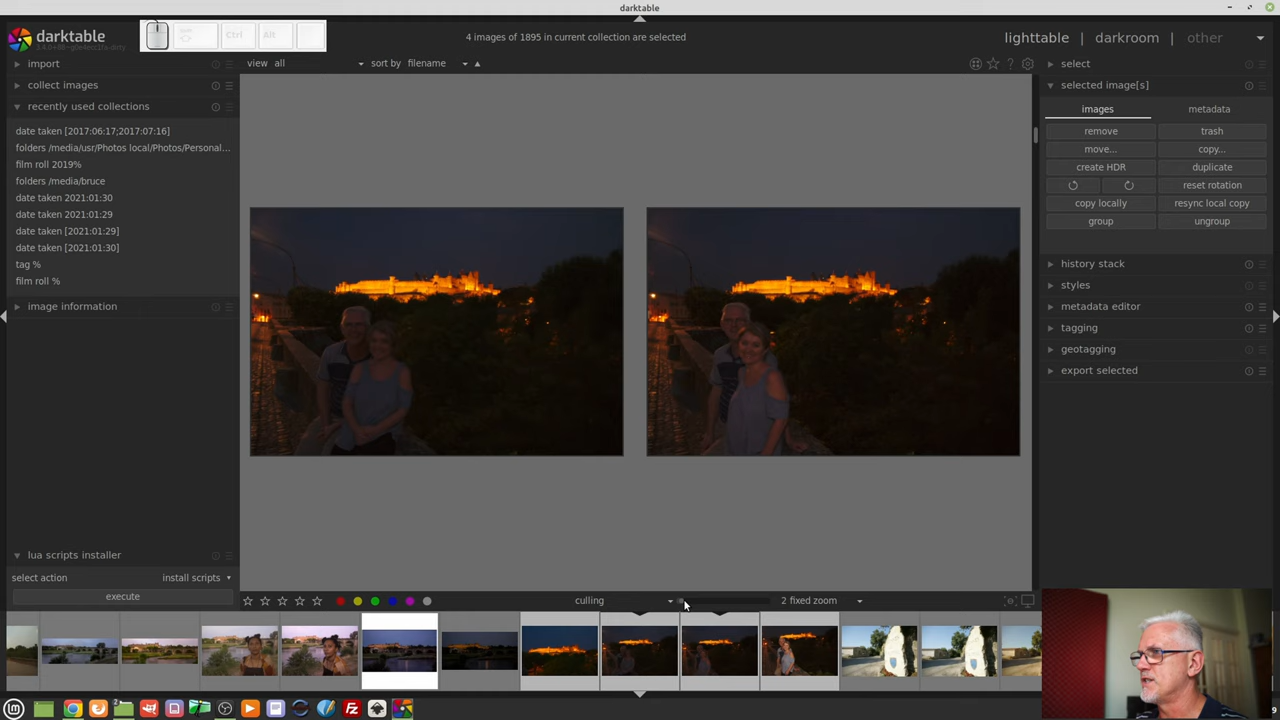 darktable
darktable
Ctrl Alt
4 images of 1895 in current collection are selected
lighttable | darkroom | other
import
view all sort by filename
select
collect images
selected image[s]
recently used collections
images metadata
date taken [2017:06:17;2017:07:16]
remove trash
folders /media/usr/Photos local/Photos/Personal...
move... copy...
film roll 2019%
create HDR duplicate
folders /media/bruce
reset rotation
date taken 2021:01:30
copy locally resync local copy
date taken 2021:01:29
group ungroup
date taken [2021:01:29]
date taken [2021:01:30]
tag %
history stack
film roll %
styles
image information
metadata editor
tagging
geotagging
export selected
lua scripts installer
select action install scripts
execute
culling 2 fixed zoom